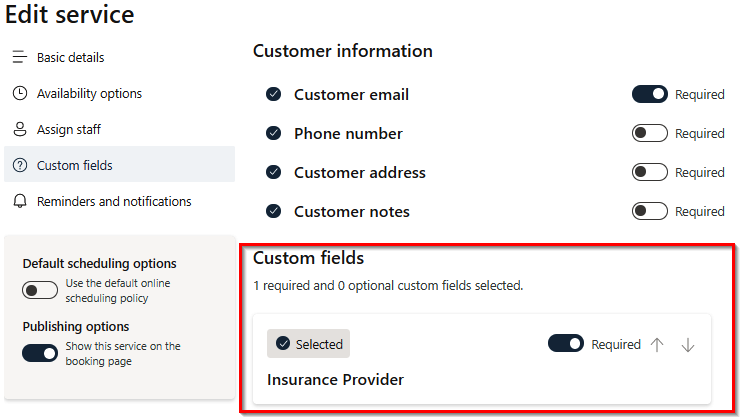 Edit service
Basic details
Availability options
Assign staff
Custom fields
Reminders and notifications
Default scheduling options
Use the default online
scheduling policy
Publishing options
Show this service on the
booking page
Customer information
Customer email Required
Phone number Required
Customer address Required
Customer notes Required
Custom fields
1 required and 0 optional custom fields selected.
Selected Required
Insurance Provider